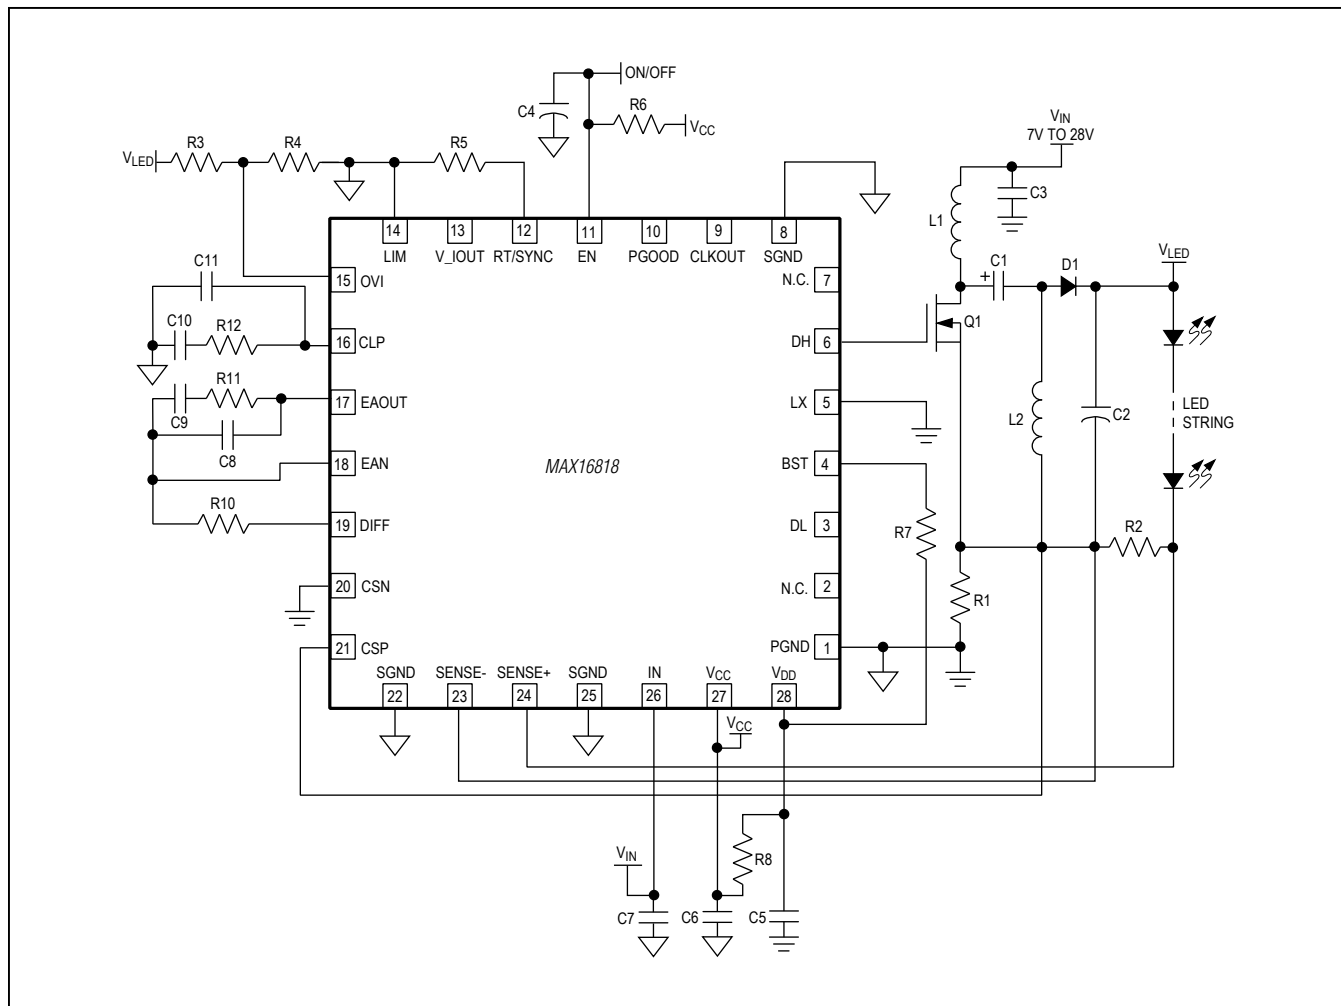 ON/OFF
C4
R6
VCC
VIN
7V TO 28V
R3
R4
R5
VLED
C3
L1
14
13
12
11
10
9
8
LIM
V_IOUT
RT/SYNC
EN
PGOOD
CLKOUT
SGND
C11
15 OVI
N.C. 7
C1
+
D1
VLED
C10
R12
16 CLP
DH 6
Q1
R11
17 EAOUT
LX 5
C9
L2
C2
LED
STRING
C8
18 EAN
MAX16818
BST 4
R10
19 DIFF
DL 3
R7
R2
20 CSN
N.C. 2
R1
21 CSP
PGND 1
SGND
SENSE-
SENSE+
SGND
IN
VCC
VDD
22
23
24
25
26
27
28
VCC
VIN
R8
C7
C6
C5